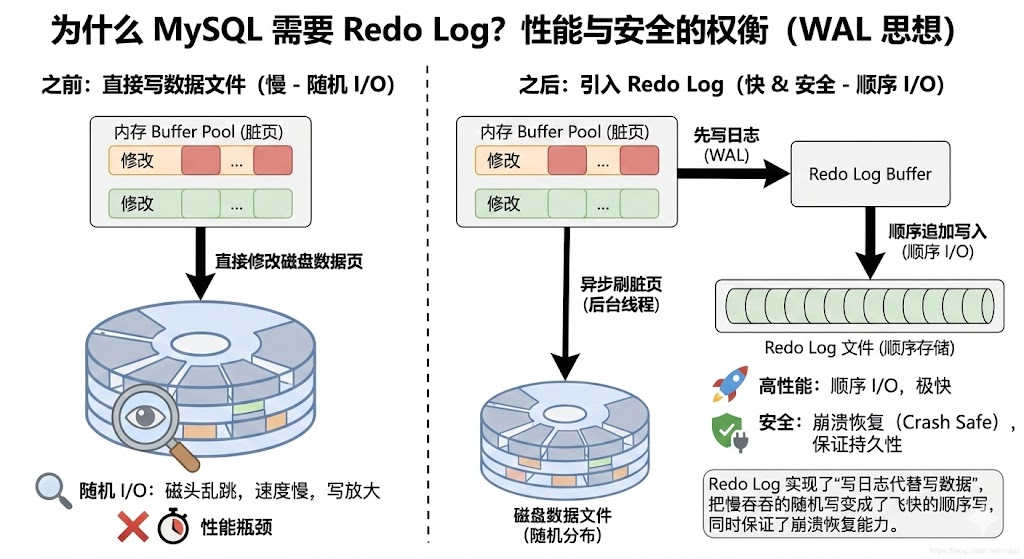 为什么 MySQL 需要 Redo Log？性能与安全的权衡（WAL 思想）
之前：直接写数据文件（慢 - 随机 I/O）
内存 Buffer Pool (脏页)
修改
...
修改
...
直接修改磁盘数据页
随机 I/O：磁头乱跳，速度慢，写放大
性能瓶颈
之后：引入 Redo Log（快 & 安全 - 顺序 I/O）
内存 Buffer Pool (脏页)
修改
...
修改
...
先写日志
(WAL)
Redo Log Buffer
顺序追加写入
(顺序 I/O)
Redo Log 文件 (顺序存储)
异步刷脏页
(后台线程)
磁盘数据文件
(随机分布)
高性能：顺序 I/O，极快
安全：崩溃恢复（Crash Safe），
保证持久性
Redo Log 实现了“写日志代替写数据”，
把慢吞吞的随机写变成了飞快的顺序写，
同时保证了崩溃恢复能力。